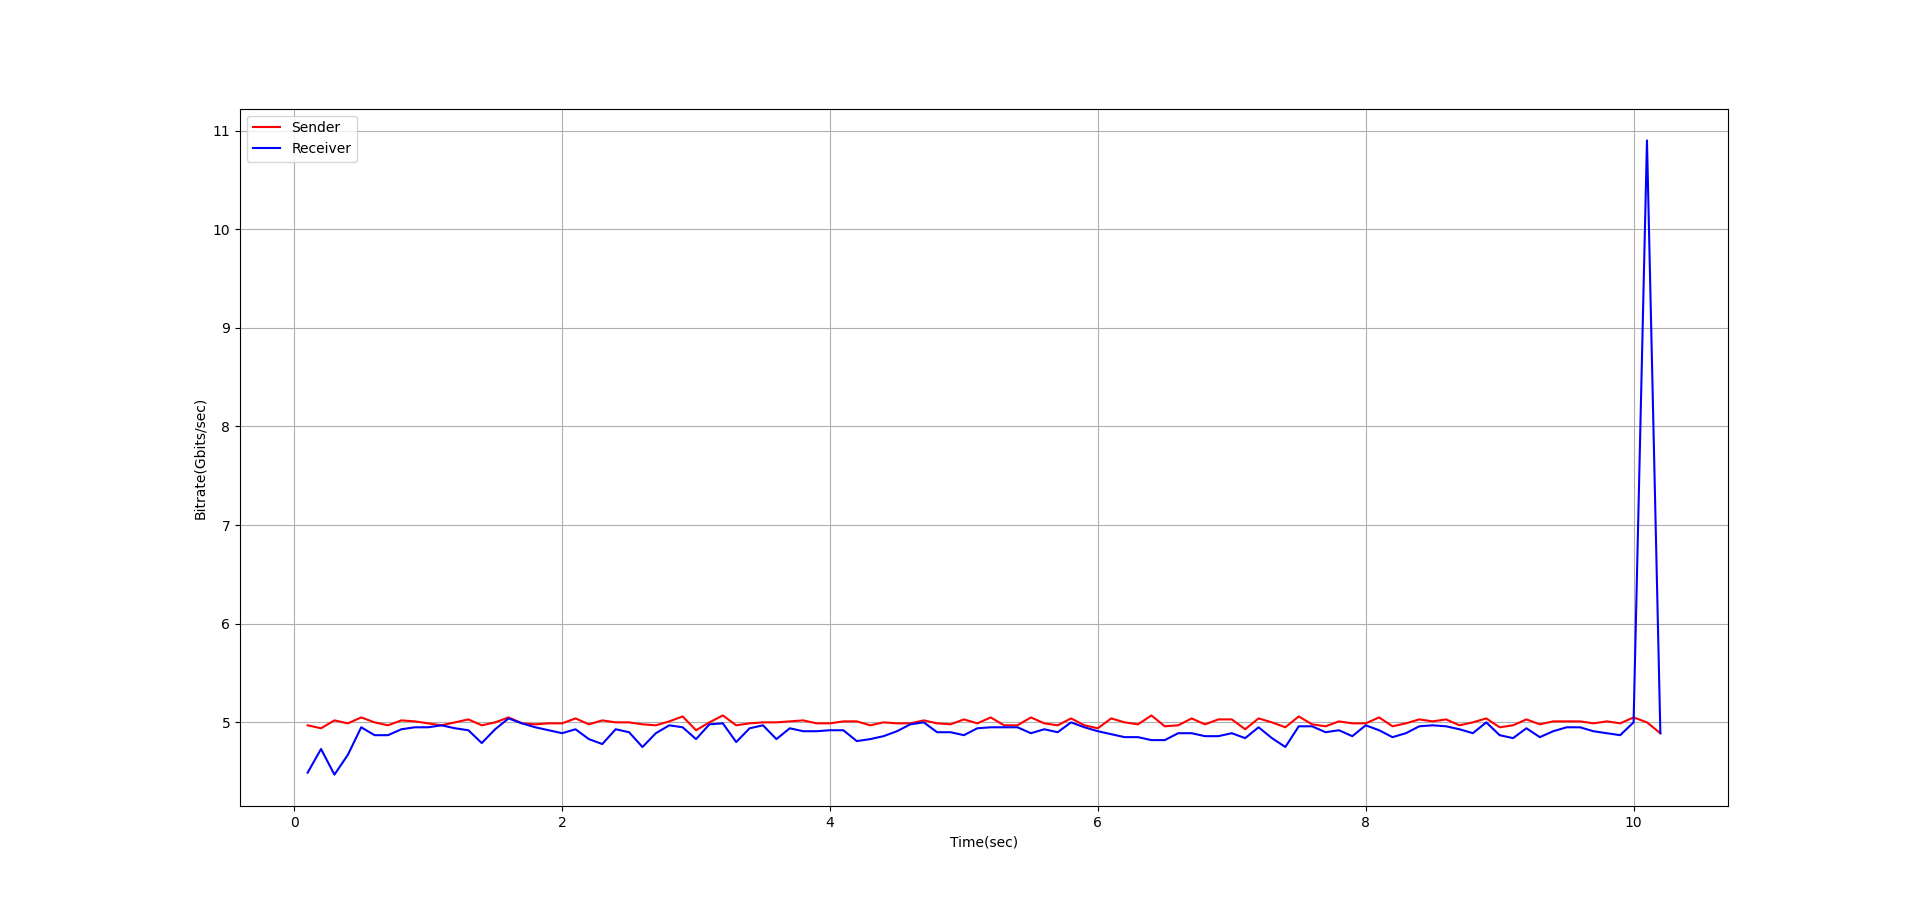 Sender
Receiver
11
10
9
8
7
6
5
Bitrate(Gbits/sec)
0 2 4 6 8 10
Time(sec)